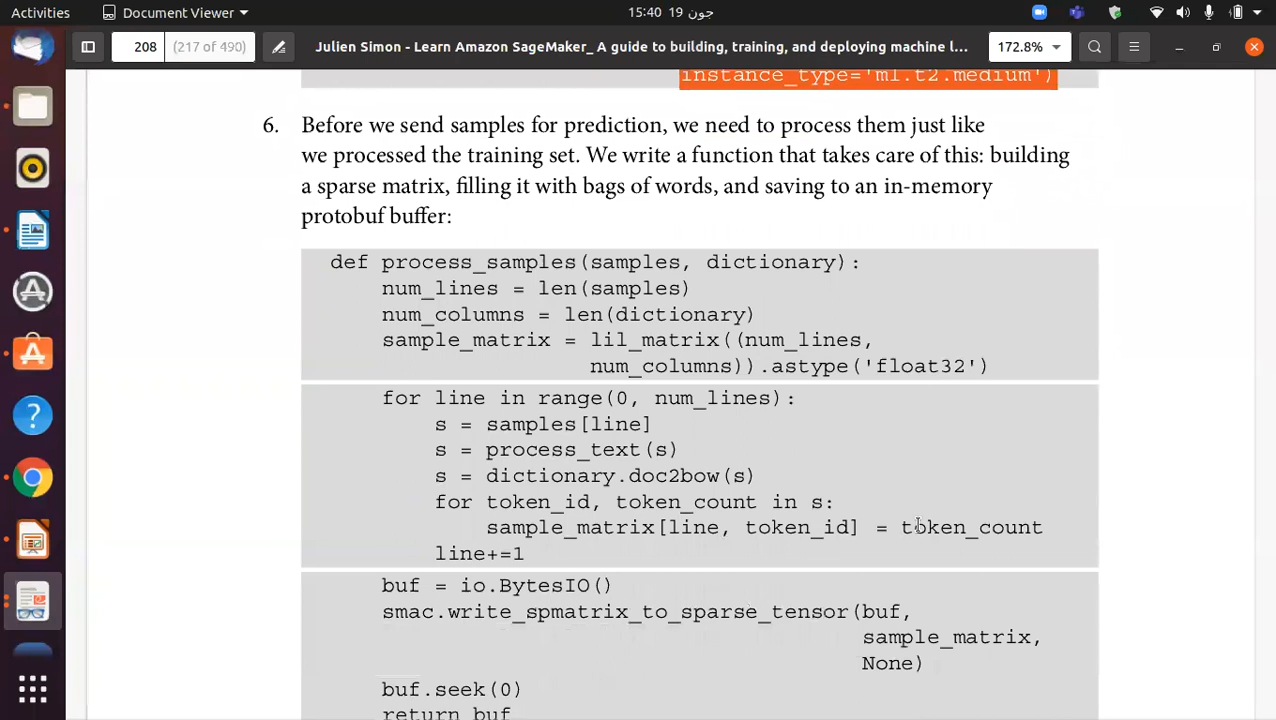 Activities
Document Viewer
15:40 19 جون
208
(217 of 490)
Julien Simon - Learn Amazon SageMaker_ A guide to building, training, and deploying machine l...
172.8%
instance_type='ml.t2.medium')
6. Before we send samples for prediction, we need to process them just like
we processed the training set. We write a function that takes care of this: building
a sparse matrix, filling it with bags of words, and saving to an in-memory
protobuf buffer:
def process_samples(samples, dictionary):
num_lines = len(samples)
num_columns = len(dictionary)
sample_matrix = lil_matrix((num_lines,
num_columns)).astype('float32')
for line in range(0, num_lines):
s = samples[line]
s = process_text(s)
s = dictionary.doc2bow(s)
for token_id, token_count in s:
sample_matrix[line, token_id] = token_count
line+=1
buf = io.BytesIO()
smac.write_spmatrix_to_sparse_tensor(buf,
sample_matrix,
None)
buf.seek(0)
return buf